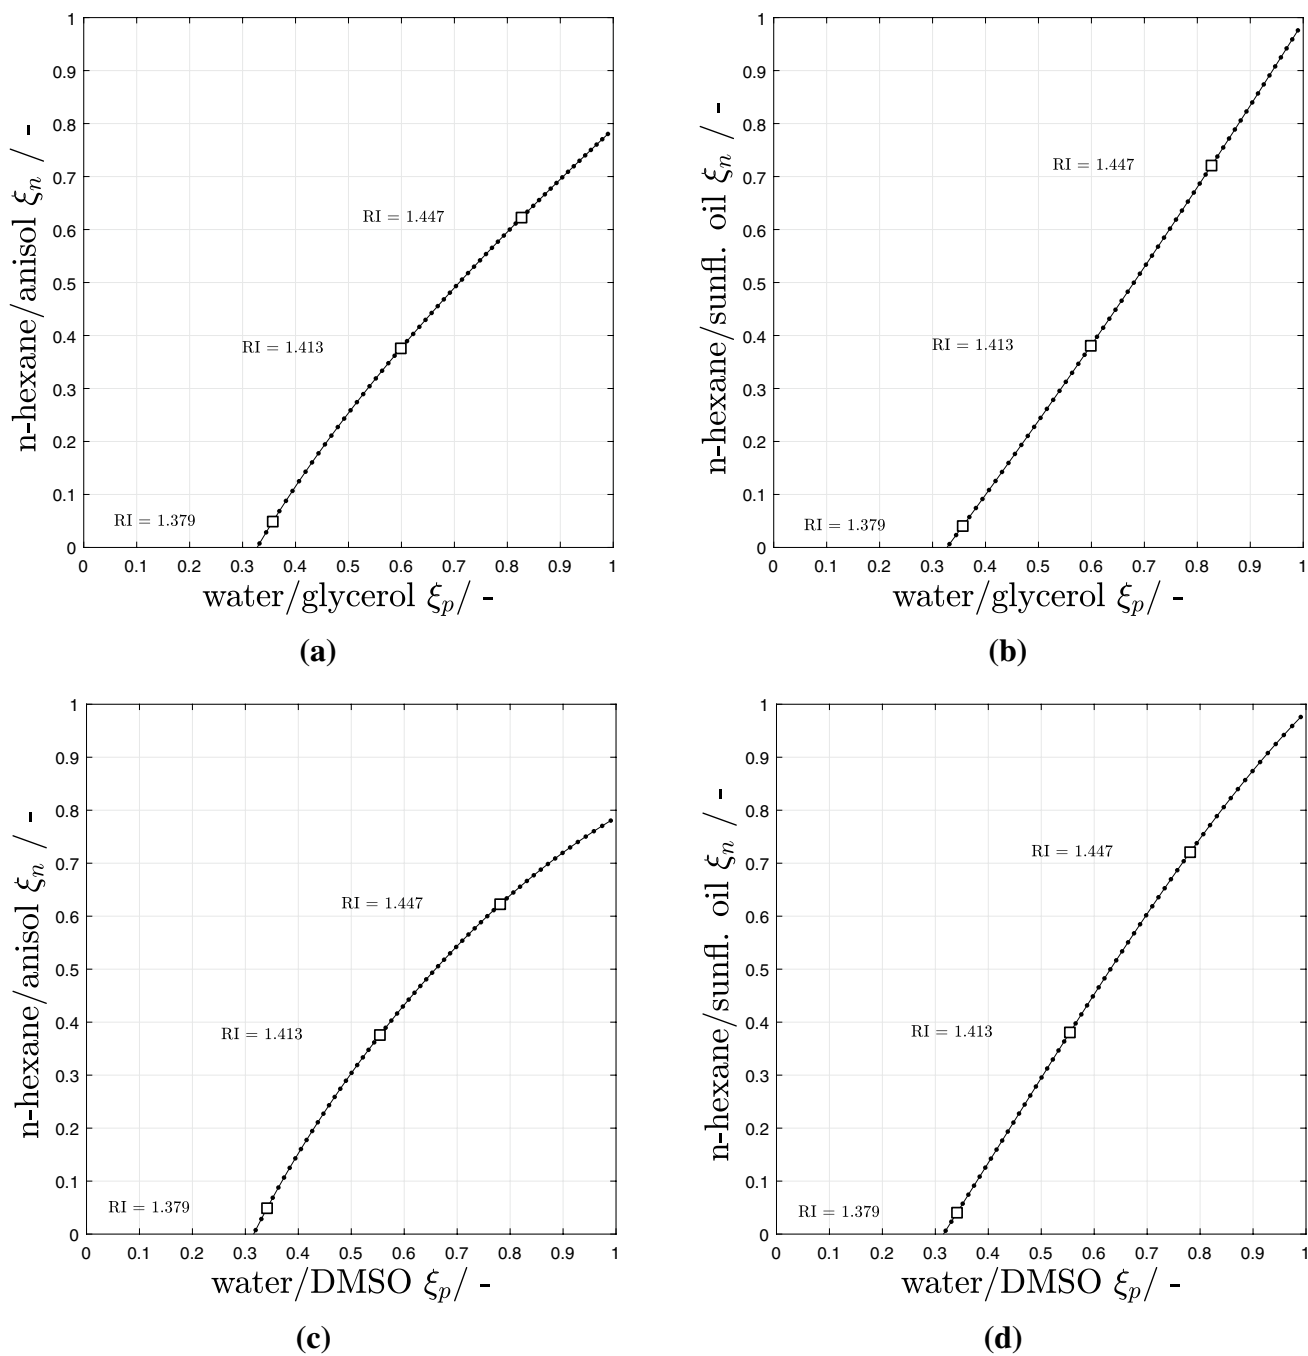 1
0.9
0.8
0.7
0.6
0.5
0.4
0.3
0.2
0.1
0
n-hexane/anisol ξn / -
RI = 1.447
RI = 1.413
RI = 1.379
0 0.1 0.2 0.3 0.4 0.5 0.6 0.7 0.8 0.9 1
water/glycerol ξp/ -
(a)
1
0.9
0.8
0.7
0.6
0.5
0.4
0.3
0.2
0.1
0
n-hexane/sunfl. oil ξn / -
RI = 1.447
RI = 1.413
RI = 1.379
0 0.1 0.2 0.3 0.4 0.5 0.6 0.7 0.8 0.9 1
water/glycerol ξp/ -
(b)
1
0.9
0.8
0.7
0.6
0.5
0.4
0.3
0.2
0.1
0
n-hexane/anisol ξn / -
RI = 1.447
RI = 1.413
RI = 1.379
0 0.1 0.2 0.3 0.4 0.5 0.6 0.7 0.8 0.9 1
water/DMSO ξp/ -
(c)
1
0.9
0.8
0.7
0.6
0.5
0.4
0.3
0.2
0.1
0
n-hexane/sunfl. oil ξn / -
RI = 1.447
RI = 1.413
RI = 1.379
0 0.1 0.2 0.3 0.4 0.5 0.6 0.7 0.8 0.9 1
water/DMSO ξp/ -
(d)